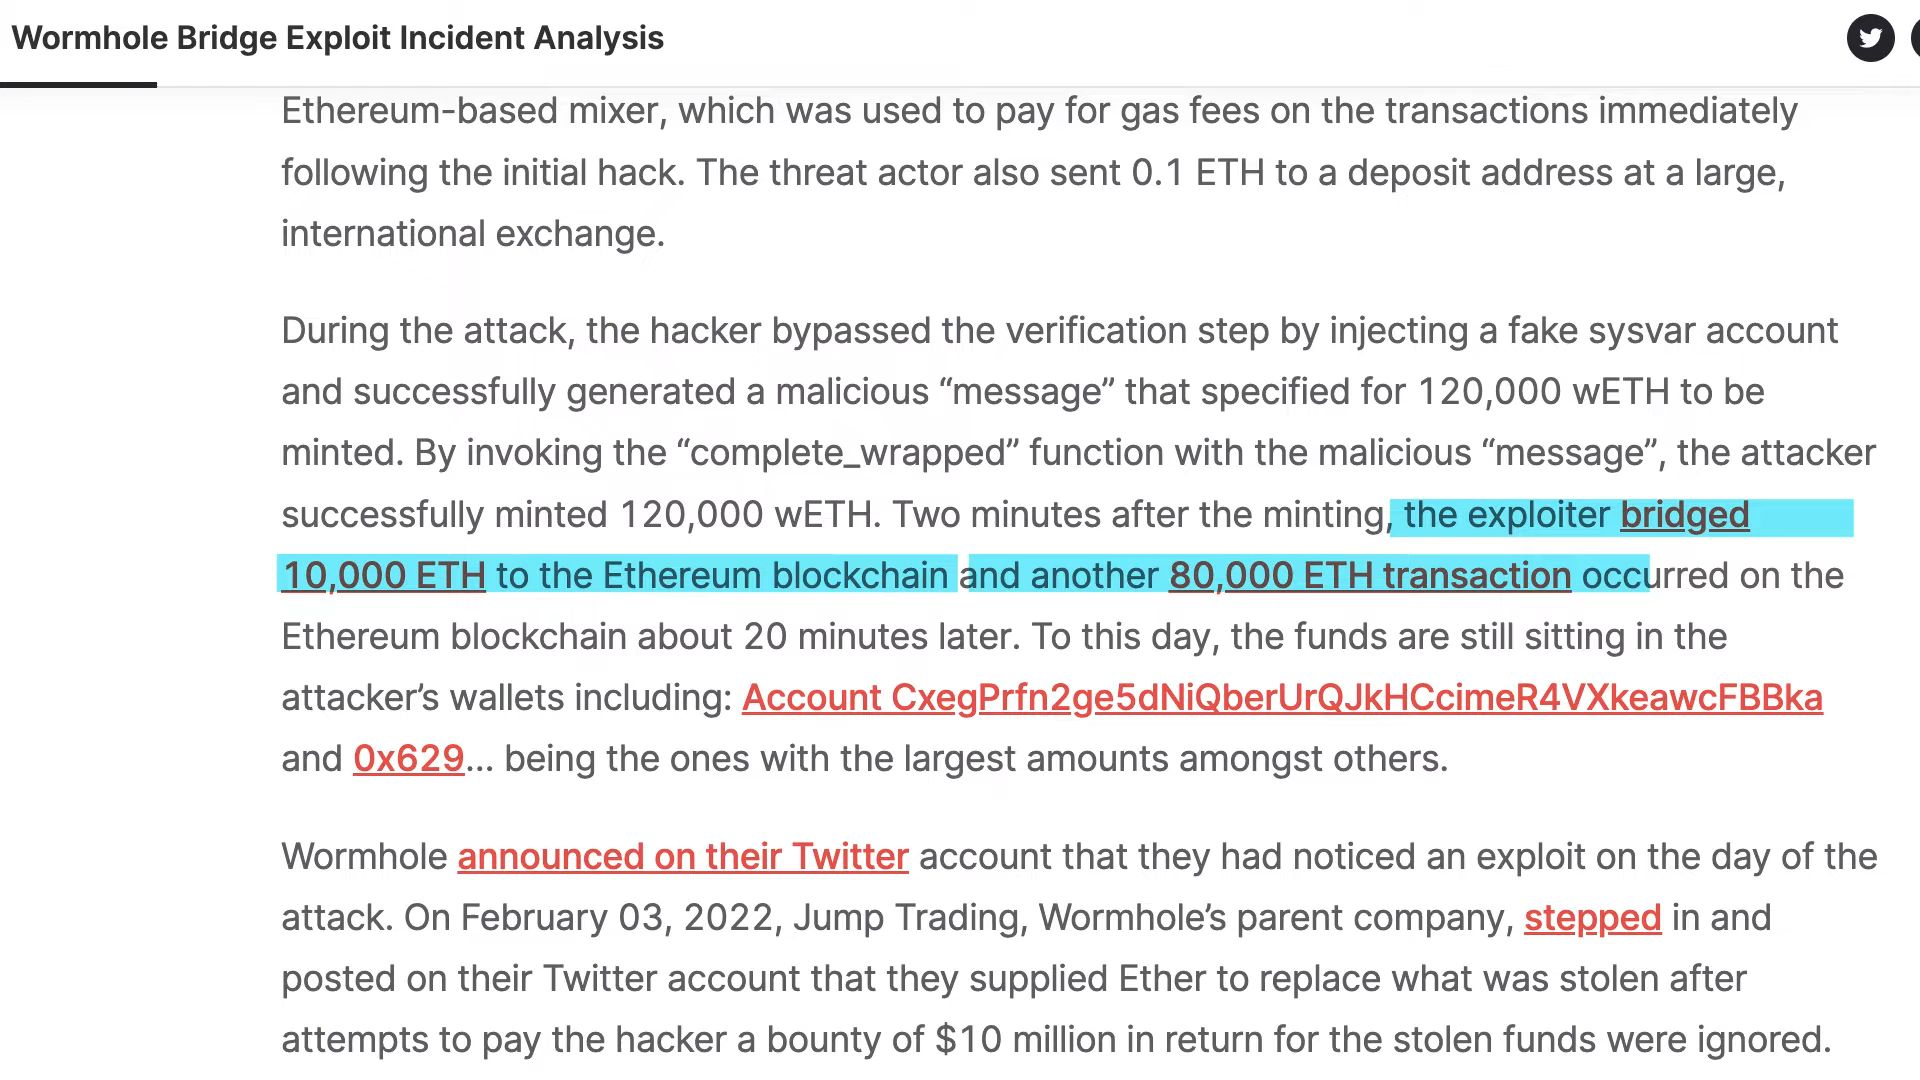 Wormhole Bridge Exploit Incident Analysis
Ethereum-based mixer, which was used to pay for gas fees on the transactions immediately
following the initial hack. The threat actor also sent 0.1 ETH to a deposit address at a large,
international exchange.
During the attack, the hacker bypassed the verification step by injecting a fake sysvar account
and successfully generated a malicious “message” that specified for 120,000 wETH to be
minted. By invoking the “complete_wrapped” function with the malicious “message”, the attacker
successfully minted 120,000 wETH. Two minutes after the minting, the exploiter bridged
10,000 ETH to the Ethereum blockchain and another 80,000 ETH transaction occurred on the
Ethereum blockchain about 20 minutes later. To this day, the funds are still sitting in the
attacker’s wallets including: Account CxegPrfn2ge5dNiQberUrQJkHCcimeR4VXkeawcFBBka
and 0x629... being the ones with the largest amounts amongst others.
Wormhole announced on their Twitter account that they had noticed an exploit on the day of the
attack. On February 03, 2022, Jump Trading, Wormhole’s parent company, stepped in and
posted on their Twitter account that they supplied Ether to replace what was stolen after
attempts to pay the hacker a bounty of $10 million in return for the stolen funds were ignored.